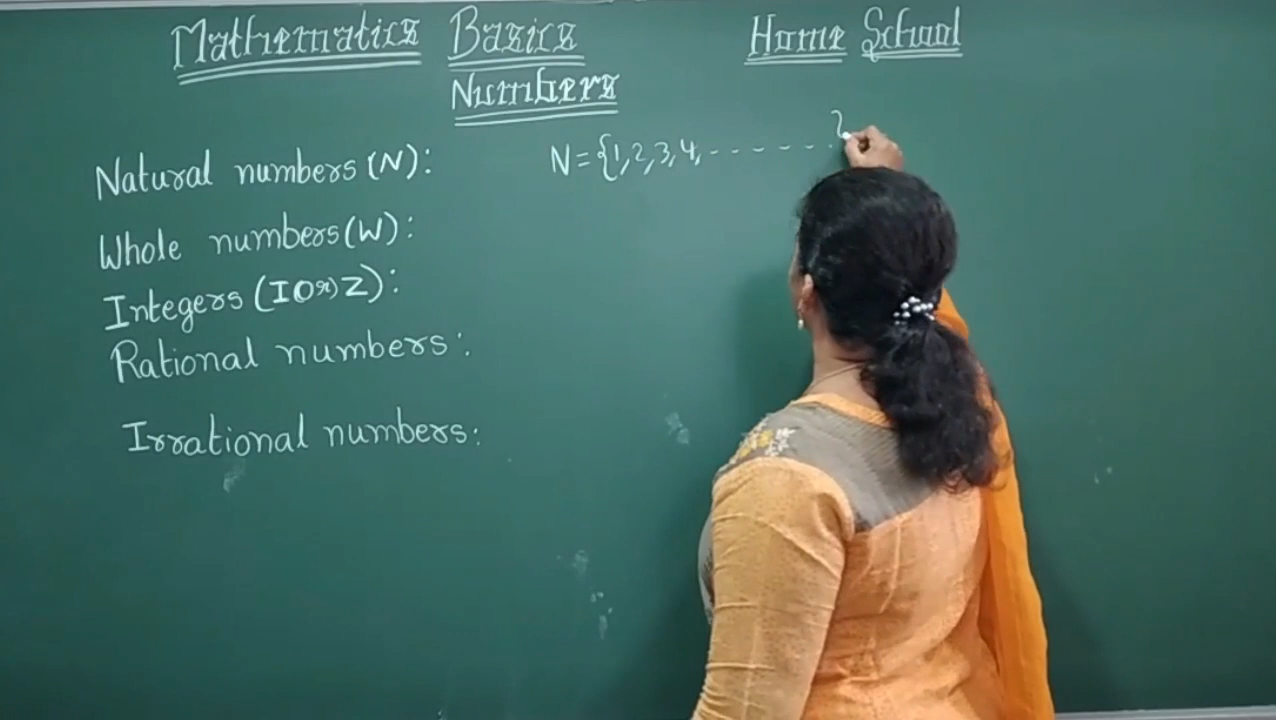 Mathematics Basics Home School
Numbers
Natural numbers (N): N = {1, 2, 3, 4, - - - - - - - }
Whole numbers (W):
Integers (I Or) Z):
Rational numbers:
Irrational numbers: